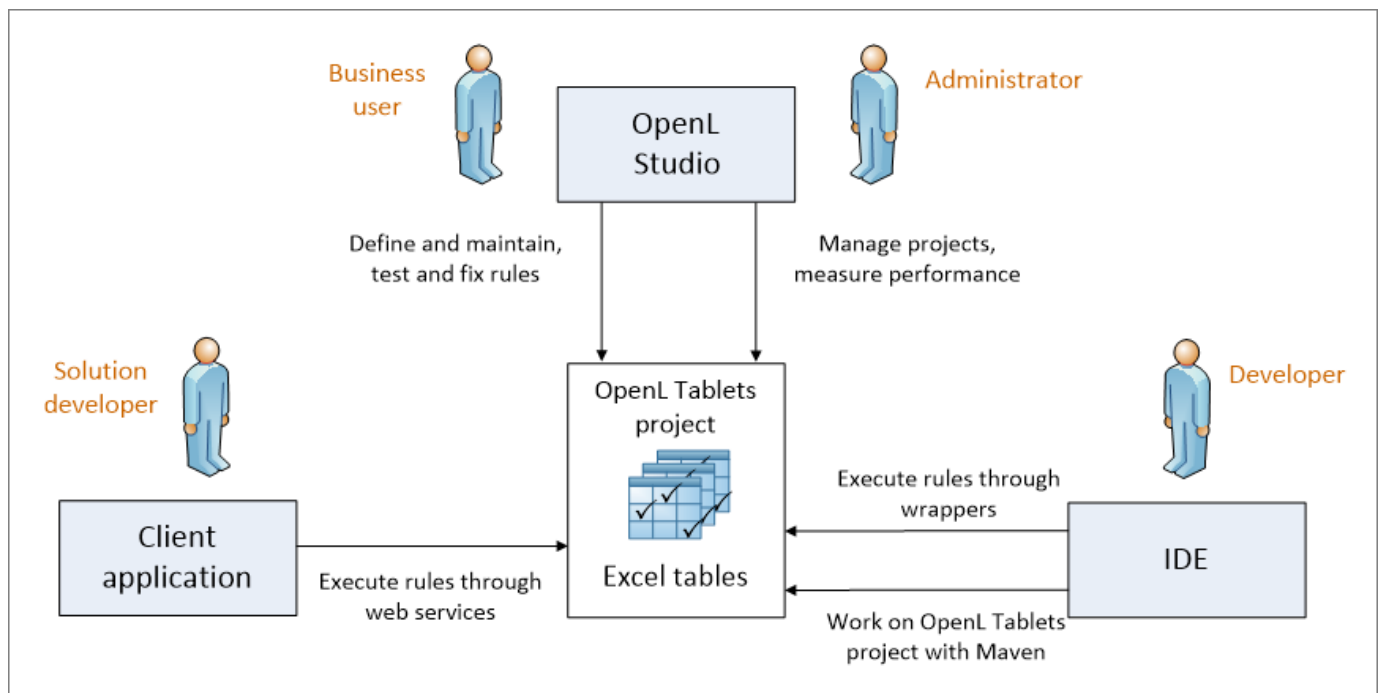 Business
user
Administrator
OpenL
Studio
Define and maintain,
test and fix rules
Manage projects,
measure performance
Solution
developer
OpenL Tablets
project
Developer
Execute rules through
wrappers
Client
application
IDE
Excel tables
Execute rules through
web services
Work on OpenL Tablets
project with Maven